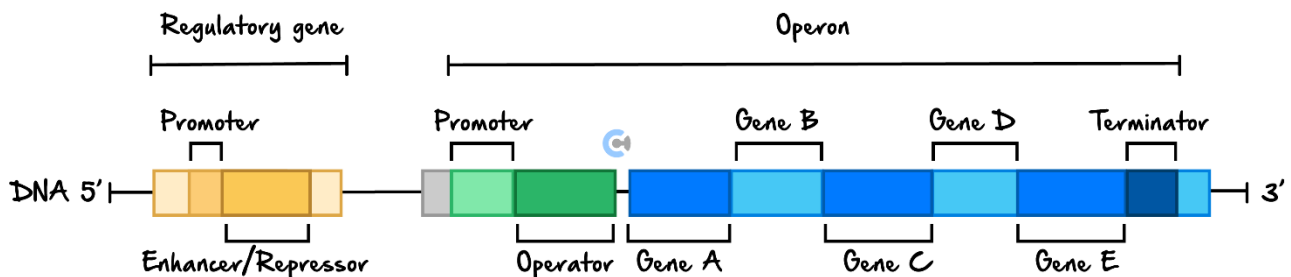 Regulatory gene
Operon
Promoter
Promoter
Gene B
Gene D
Terminator
DNA 5'
3'
Enhancer/Repressor
Operator
Gene A
Gene C
Gene E